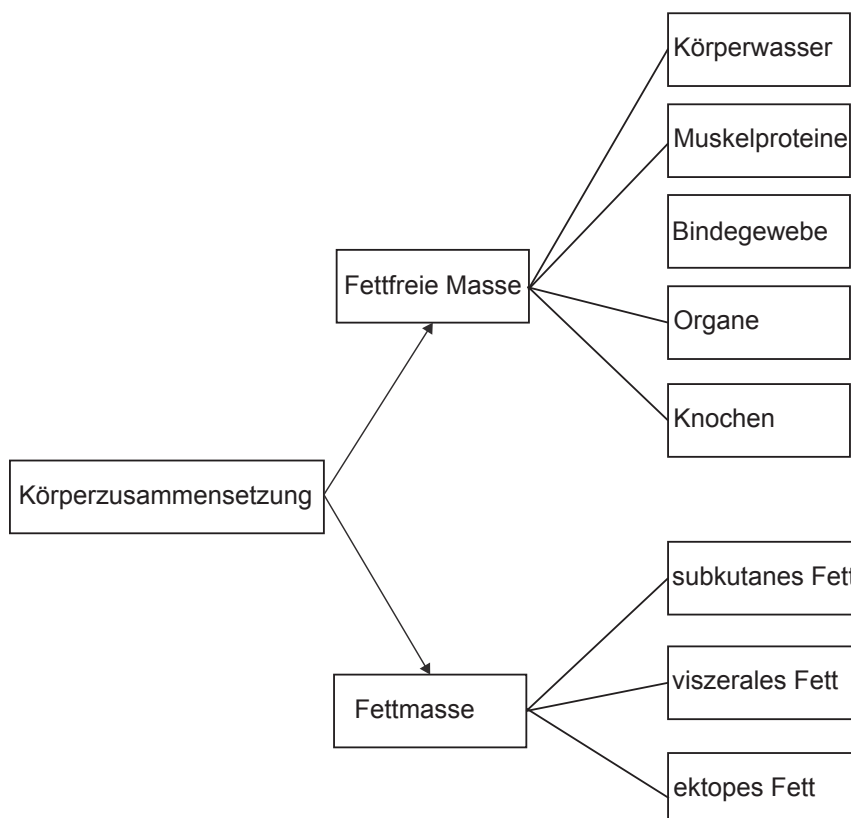 Körperwasser
Muskelproteine
Bindegewebe
Fettfreie Masse
Organe
Knochen
Körperzusammensetzung
subkutanes Fett
viszerales Fett
Fettmasse
ektopes Fett